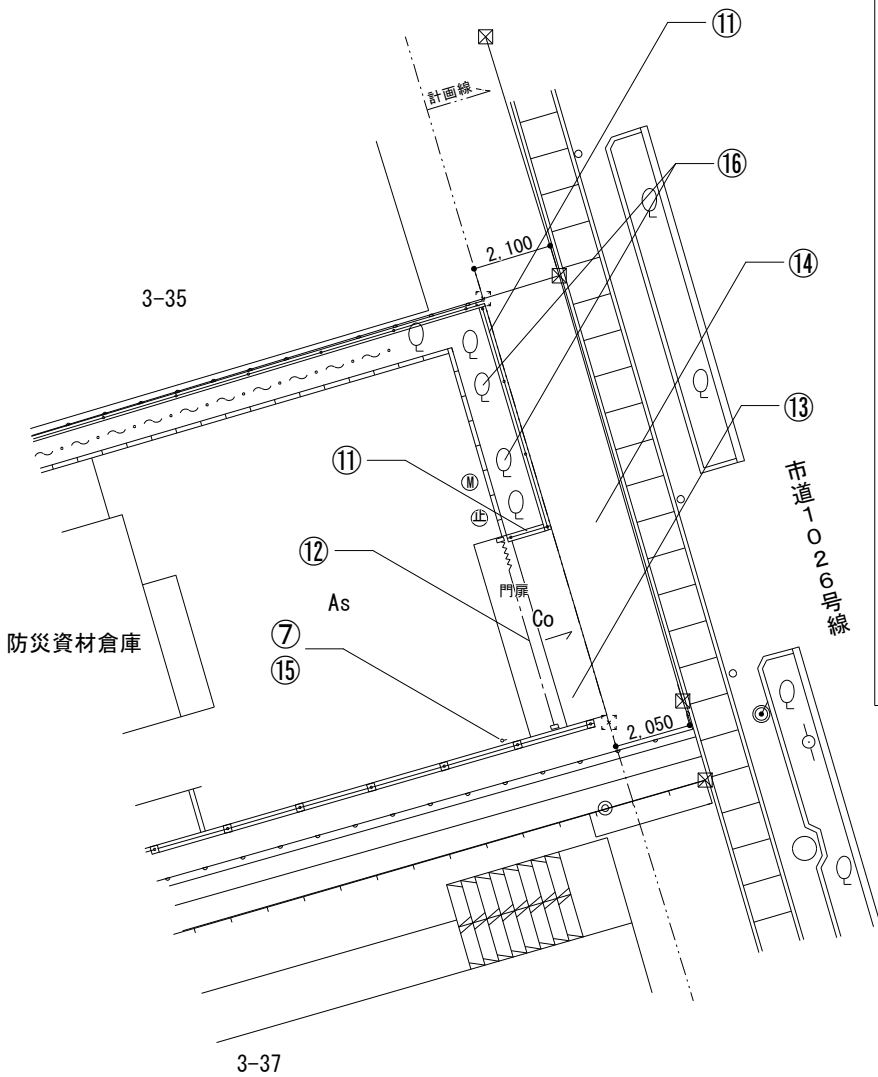 ⑪
計画線
⑯
2,100
⑭
3-35
⑬
⑪
市道1026号線
Ⓜ
㊣
⑫
門扉
As
Co
防災資材倉庫
⑦
⑮
2,050
3-37